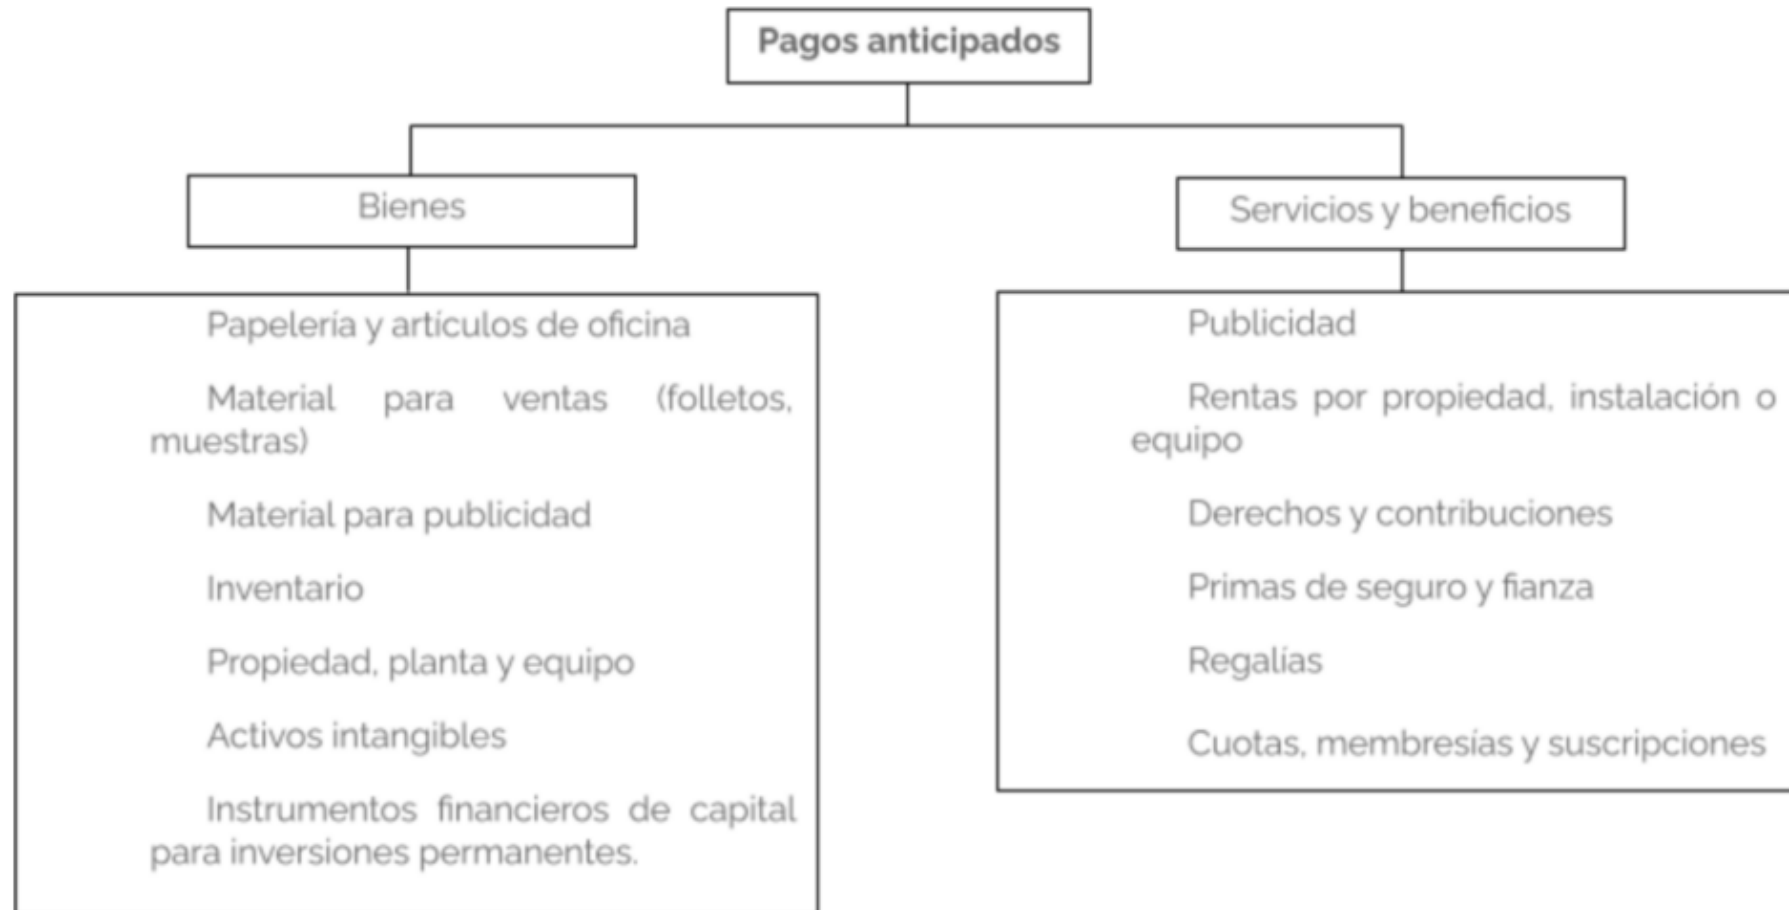 Pagos anticipados
Bienes
Papelería y artículos de oficina
Material para ventas (folletos,
muestras)
Material para publicidad
Inventario
Propiedad, planta y equipo
Activos intangibles
Instrumentos financieros de capital
para inversiones permanentes.
Servicios y beneficios
Publicidad
Rentas por propiedad, instalación o
equipo
Derechos y contribuciones
Primas de seguro y fianza
Regalías
Cuotas, membresías y suscripciones